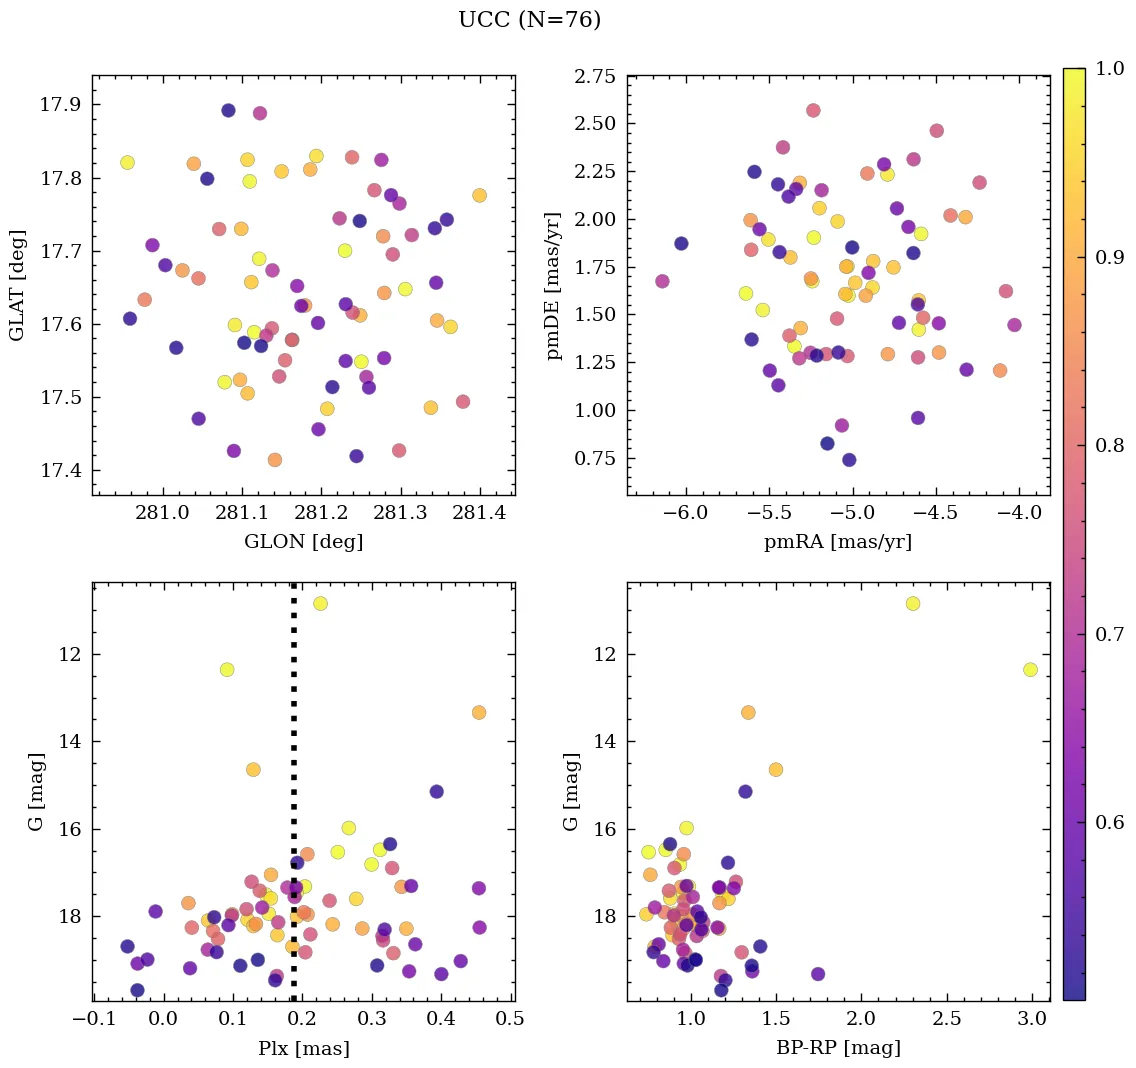 UCC (N=76)
17.9
17.8
17.7
17.6
17.5
17.4
GLAT [deg]
281.0 281.1 281.2 281.3 281.4
GLON [deg]
2.75
2.50
2.25
2.00
1.75
1.50
1.25
1.00
0.75
pmDE [mas/yr]
−6.0 −5.5 −5.0 −4.5 −4.0
pmRA [mas/yr]
12
14
16
18
G [mag]
−0.1 0.0 0.1 0.2 0.3 0.4 0.5
Plx [mas]
12
14
16
18
G [mag]
1.0 1.5 2.0 2.5 3.0
BP-RP [mag]
1.0
0.9
0.8
0.7
0.6